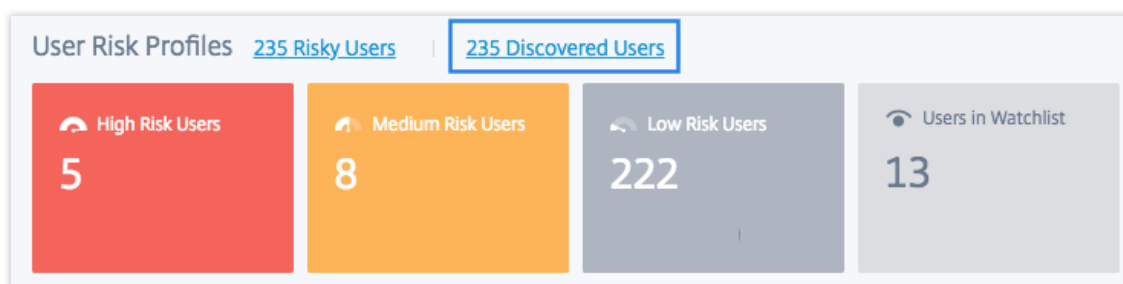 User Risk Profiles 235 Risky Users | 235 Discovered Users
High Risk Users
5
Medium Risk Users
8
Low Risk Users
222
Users in Watchlist
13